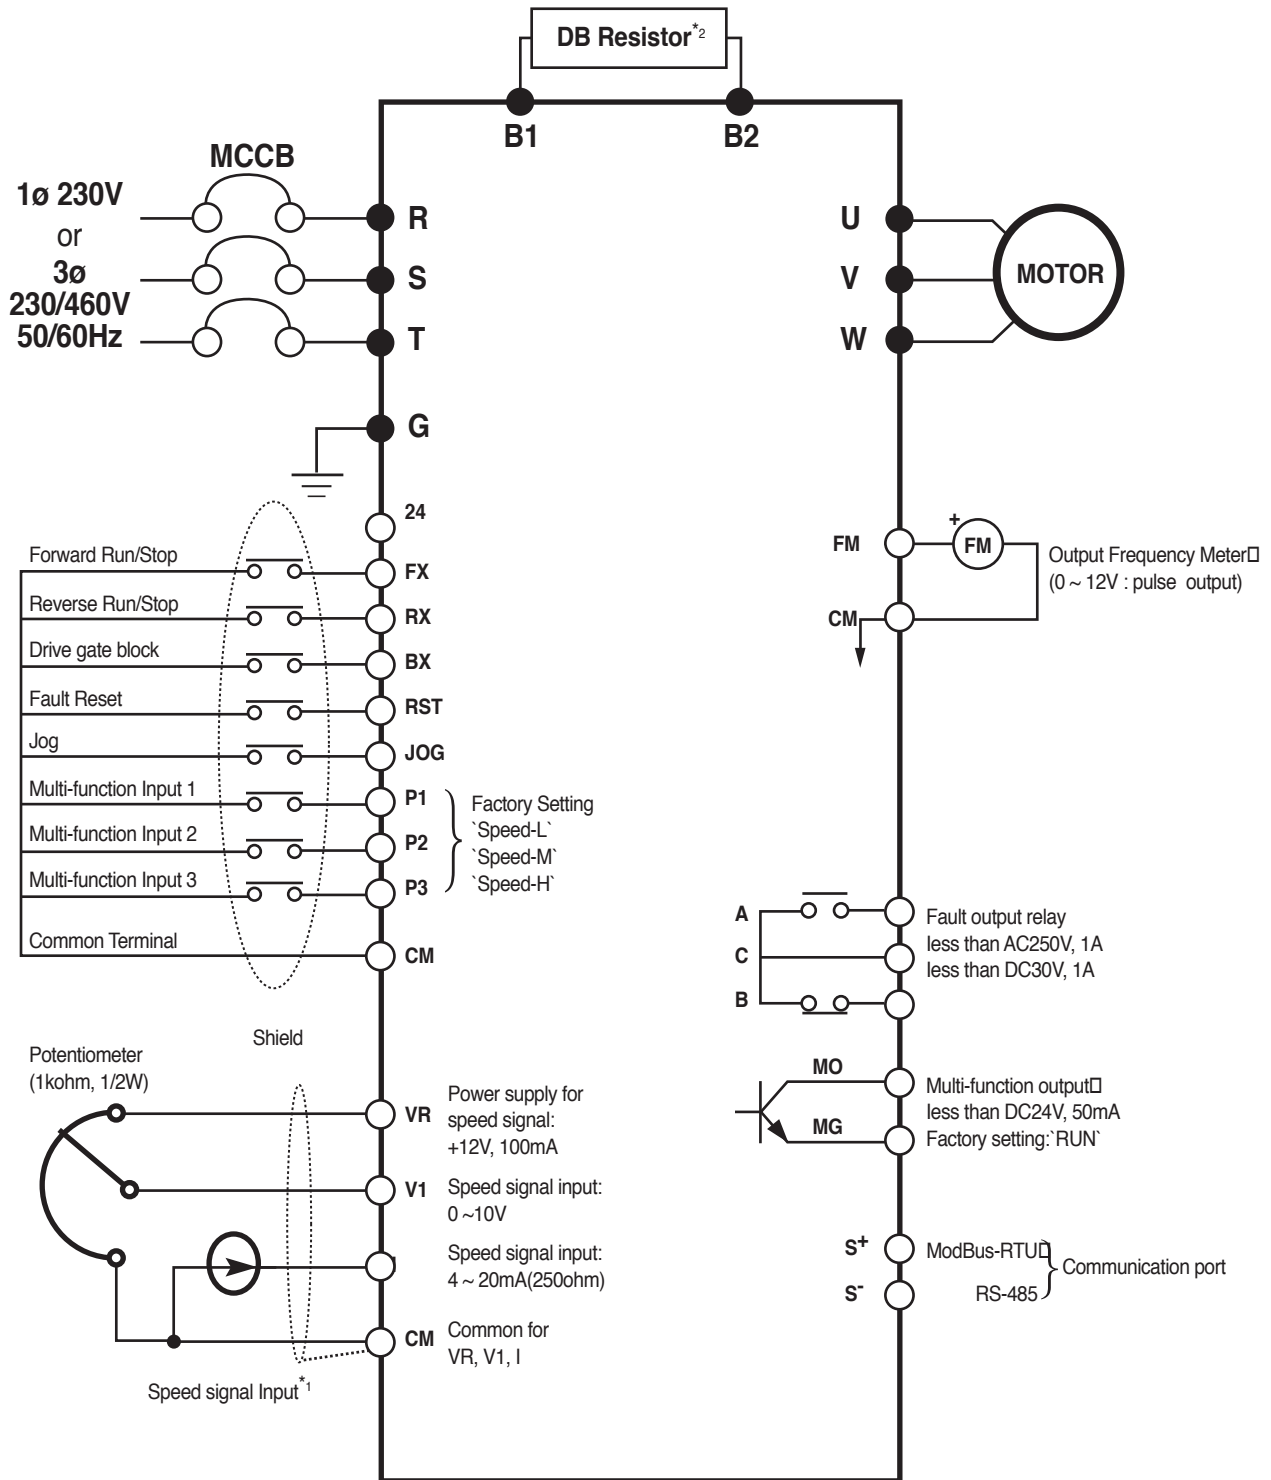 DB Resistor*2
B1
B2
MCCB
1ø 230V
or
3ø
230/460V
50/60Hz
R
S
T
G
U
V
W
MOTOR
24
Forward Run/Stop
FX
Reverse Run/Stop
RX
Drive gate block
BX
Fault Reset
RST
Jog
JOG
Multi-function Input 1
P1
Multi-function Input 2
P2
Multi-function Input 3
P3
Factory Setting
`Speed-L`
`Speed-M`
`Speed-H`
Common Terminal
CM
Shield
FM
+
FM
CM
Output Frequency Meter□
(0 ~ 12V : pulse output)
A
C
B
Fault output relay
less than AC250V, 1A
less than DC30V, 1A
MO
MG
Multi-function output□
less than DC24V, 50mA
Factory setting:`RUN`
S+
S-
ModBus-RTU□
RS-485
Communication port
Potentiometer
(1kohm, 1/2W)
VR
Power supply for
speed signal:
+12V, 100mA
V1
Speed signal input:
0 ~10V
Speed signal input:
4 ~ 20mA(250ohm)
CM
Common for
VR, V1, I
Speed signal Input*1